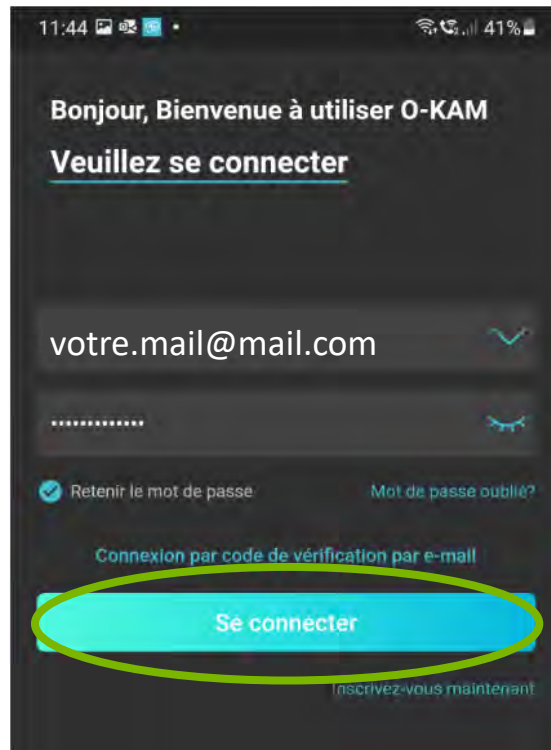 11:44 41%
Bonjour, Bienvenue à utiliser O-KAM
Veuillez se connecter
votre.mail@mail.com
•••••••••••••
Retenir le mot de passe Mot de passe oublié?
Connexion par code de vérification par e-mail
Se connecter
Inscrivez-vous maintenant